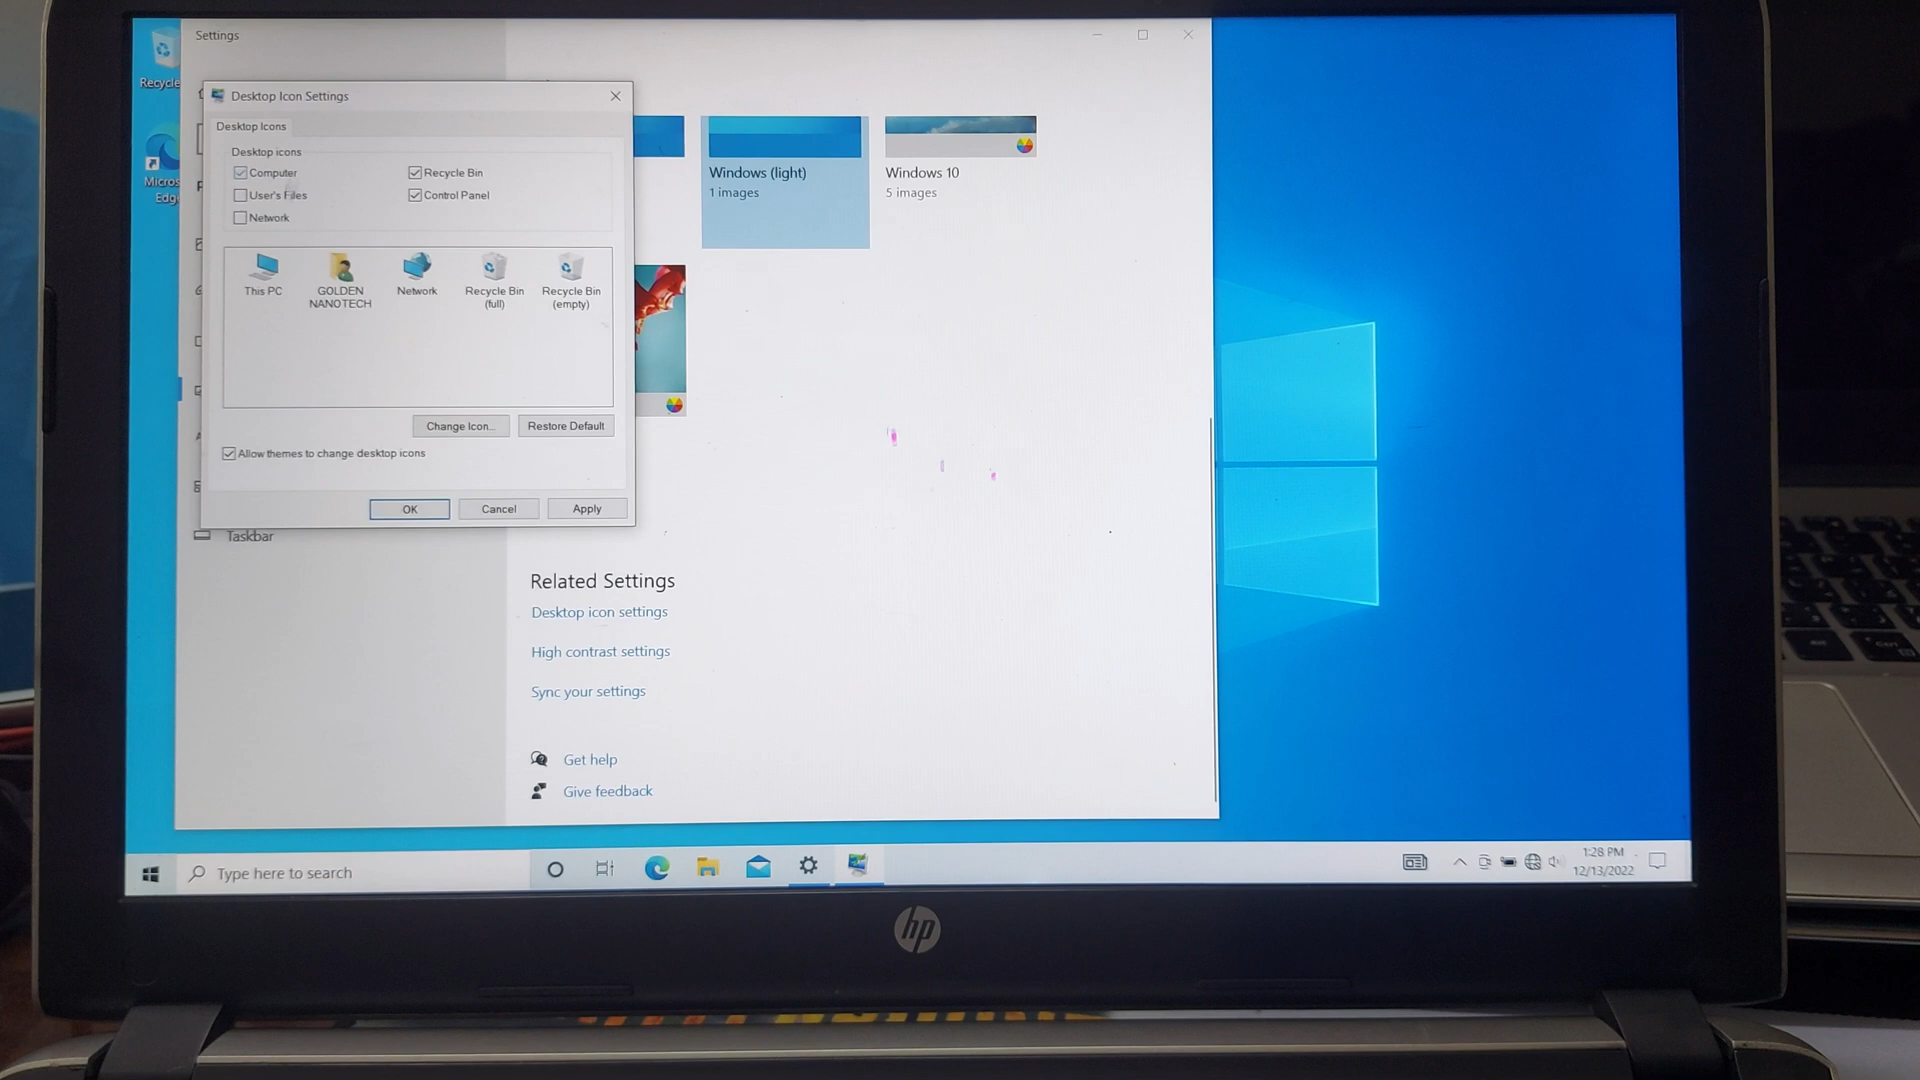 Recycle
Micros
Edge
Settings
Desktop Icon Settings
Desktop Icons
Desktop icons
Computer
Recycle Bin
User's Files
Control Panel
Network
This PC
GOLDEN
NANOTECH
Network
Recycle Bin
(full)
Recycle Bin
(empty)
Change Icon...
Restore Default
Allow themes to change desktop icons
OK
Cancel
Apply
Taskbar
Windows (light)
1 images
Windows 10
5 images
Related Settings
Desktop icon settings
High contrast settings
Sync your settings
Get help
Give feedback
Type here to search
1:28 PM
12/13/2022
hp